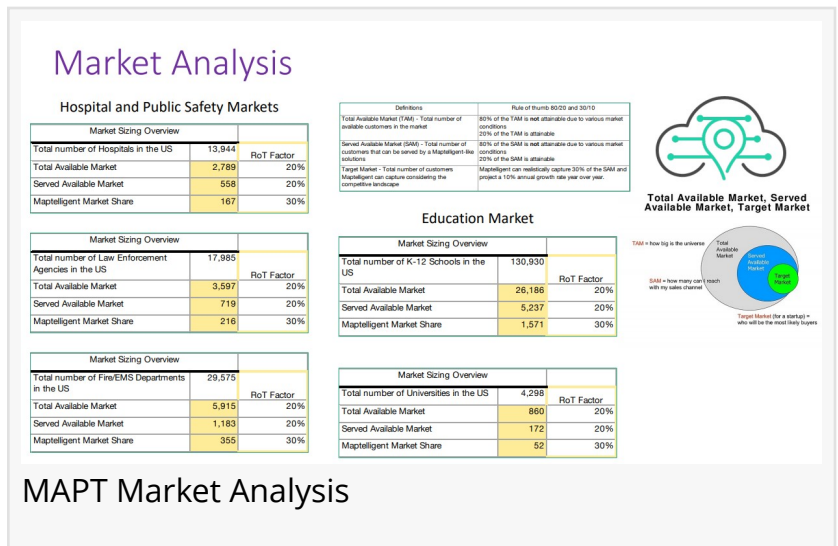 Market Analysis
Hospital and Public Safety Markets
Market Sizing Overview
Total number of Hospitals in the US 13,944 RoT Factor
Total Available Market 2,789 20%
Served Available Market 558 20%
Maptelligent Market Share 167 30%
Market Sizing Overview
Total number of Law Enforcement
Agencies in the US 17,985 RoT Factor
Total Available Market 3,597 20%
Served Available Market 719 20%
Maptelligent Market Share 216 30%
Market Sizing Overview
Total number of Fire/EMS Departments
in the US 29,575 RoT Factor
Total Available Market 5,915 20%
Served Available Market 1,183 20%
Maptelligent Market Share 355 30%
Definitions Rule of thumb 80/20 and 30/10
Total Available Market (TAM) - Total number of 80% of the TAM is not attainable due to various market
available customers in the market conditions
20% of the TAM is attainable
Served Available Market (SAM) - Total number of 80% of the SAM is not attainable due to various market
customers that can be served by a Maptelligent-like conditions
solutions 20% of the SAM is attainable
Target Market - Total number of customers Maptelligent can realistically capture 30% of the SAM and
Maptelligent can capture considering the project a 10% annual growth rate year over year.
competitive landscape
Education Market
Market Sizing Overview
Total number of K-12 Schools in the
US 130,930 RoT Factor
Total Available Market 26,186 20%
Served Available Market 5,237 20%
Maptelligent Market Share 1,571 30%
Market Sizing Overview
Total number of Universities in the US 4,298 RoT Factor
Total Available Market 860 20%
Served Available Market 172 20%
Maptelligent Market Share 52 30%
Total Available Market, Served
Available Market, Target Market
TAM = how big is the universe
Total
Available
Market
Served
Available
Market
Target
Market
SAM = how many can I reach
with my sales channel
Target Market (for a startup) =
who will be the most likely buyers
MAPT Market Analysis